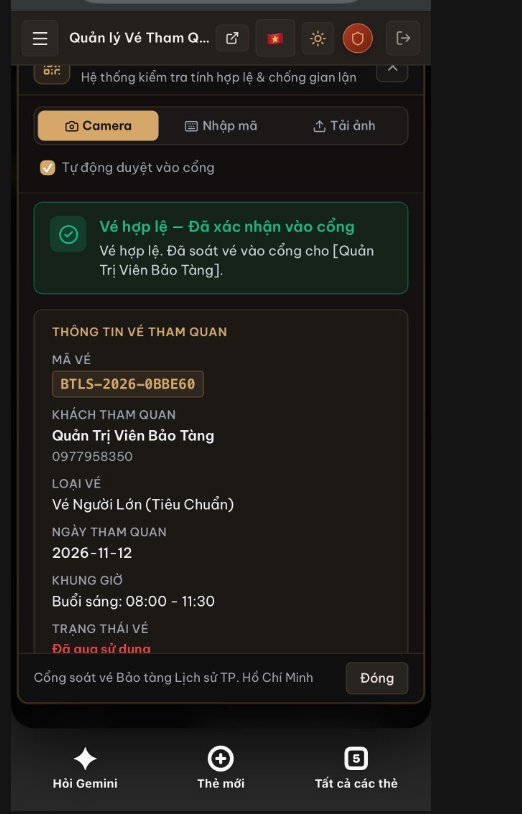 Quản lý Vé Tham Q...
Hệ thống kiểm tra tính hợp lệ & chống gian lận
Camera
Nhập mã
Tải ảnh
Tự động duyệt vào cổng
Vé hợp lệ — Đã xác nhận vào cổng
Vé hợp lệ. Đã soát vé vào cổng cho [Quản
Trị Viên Bảo Tàng].
THÔNG TIN VÉ THAM QUAN
MÃ VÉ
BTLS-2026-0BBE60
KHÁCH THAM QUAN
Quản Trị Viên Bảo Tàng
0977958350
LOẠI VÉ
Vé Người Lớn (Tiêu Chuẩn)
NGÀY THAM QUAN
2026-11-12
KHUNG GIỜ
Buổi sáng: 08:00 - 11:30
TRẠNG THÁI VÉ
Đã qua sử dụng
Cổng soát vé Bảo tàng Lịch sử TP. Hồ Chí Minh
Đóng
Hỏi Gemini
Thẻ mới
5
Tất cả các thẻ